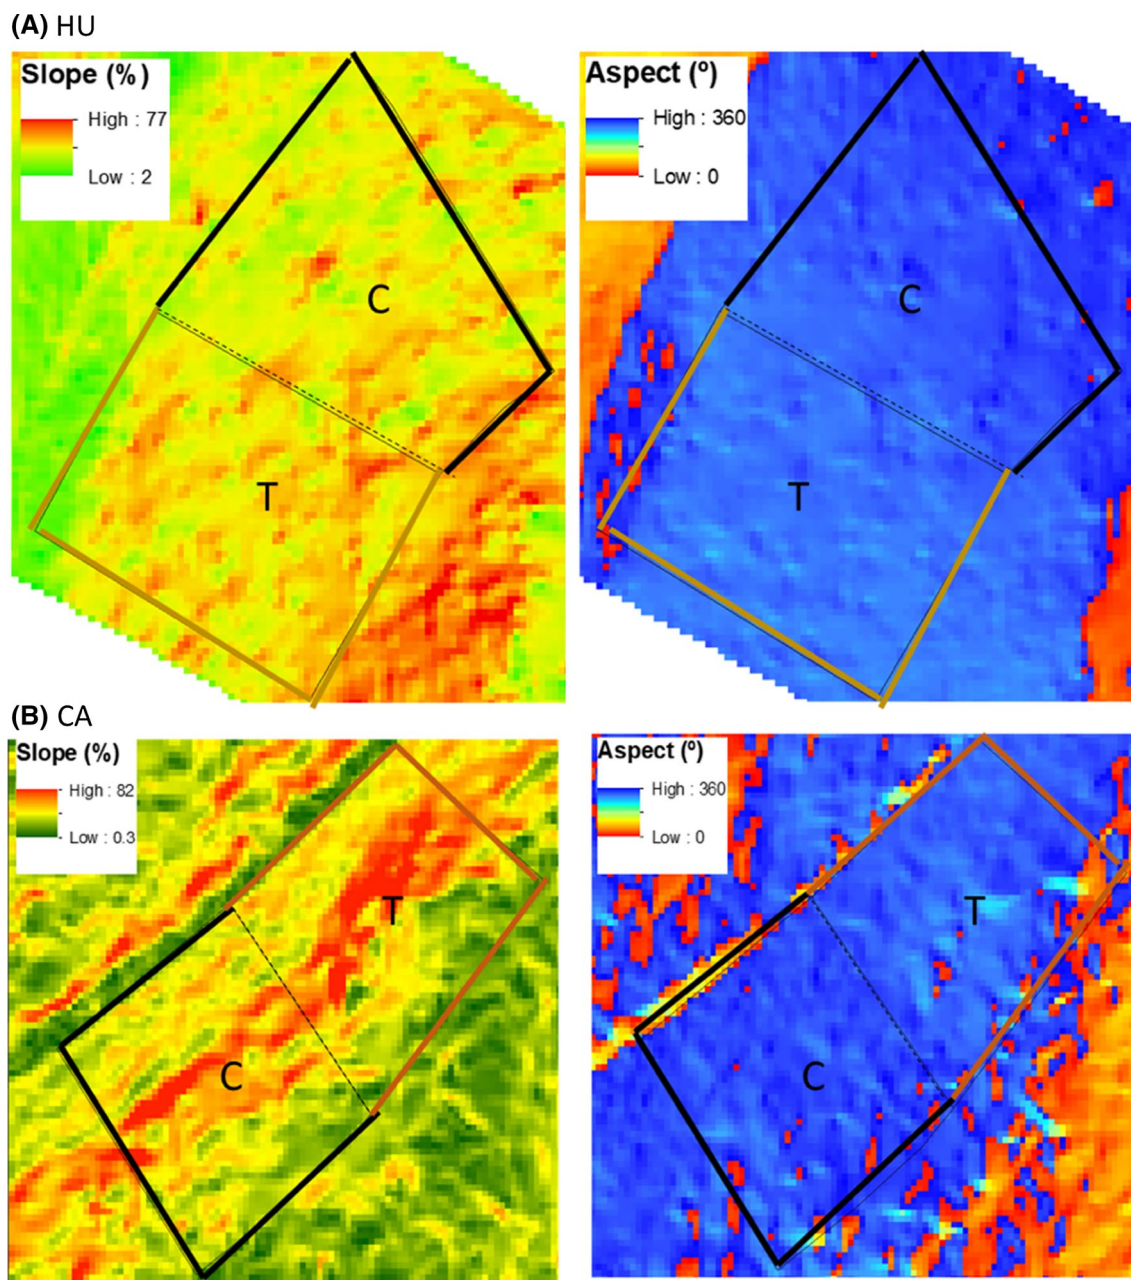 (A) HU
Slope (%)
High : 77
Low : 2
C
T
Aspect (º)
High : 360
Low : 0
C
T
(B) CA
Slope (%)
High : 82
Low : 0.3
T
C
Aspect (º)
High : 360
Low : 0
T
C